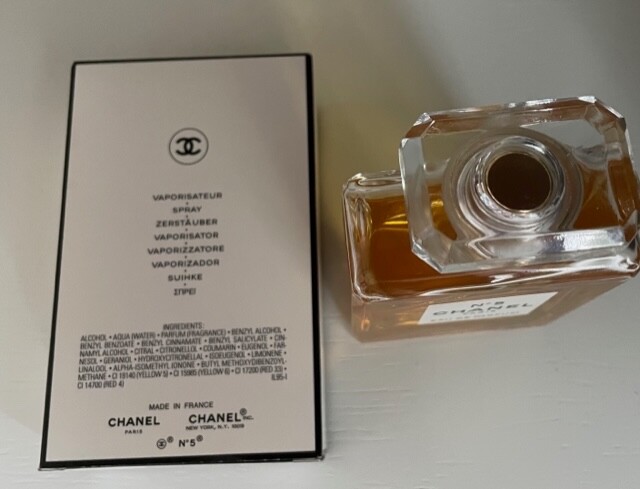 VAPORISATEUR
SPRAY
ZERSTÄUBER
VAPORISATOR
VAPORIZZATORE
VAPORIZADOR
SUIHKE
ΣΠΡΕΪ
INGREDIENTS:
ALCOHOL • AQUA (WATER) • PARFUM (FRAGRANCE) • BENZYL ALCOHOL •
BENZYL BENZOATE • BENZYL CINNAMATE • BENZYL SALICYLATE • CIN-
NAMYL ALCOHOL • CITRAL • CITRONELLOL • COUMARIN • EUGENOL • FAR-
NESOL • GERANIOL • HYDROXYCITRONELLAL • ISOEUGENOL • LIMONENE •
LINALOOL • ALPHA-ISOMETHYL IONONE • BUTYL METHOXYDIBENZOYL-
METHANE • CI 19140 (YELLOW 5) • CI 15985 (YELLOW 6) • CI 17200 (RED 33) •
CI 14700 (RED 4) IL95-I
MADE IN FRANCE
CHANEL CHANEL® INC.
PARIS NEW YORK, N.Y. 10019
® N°5®
N°5
CHANEL